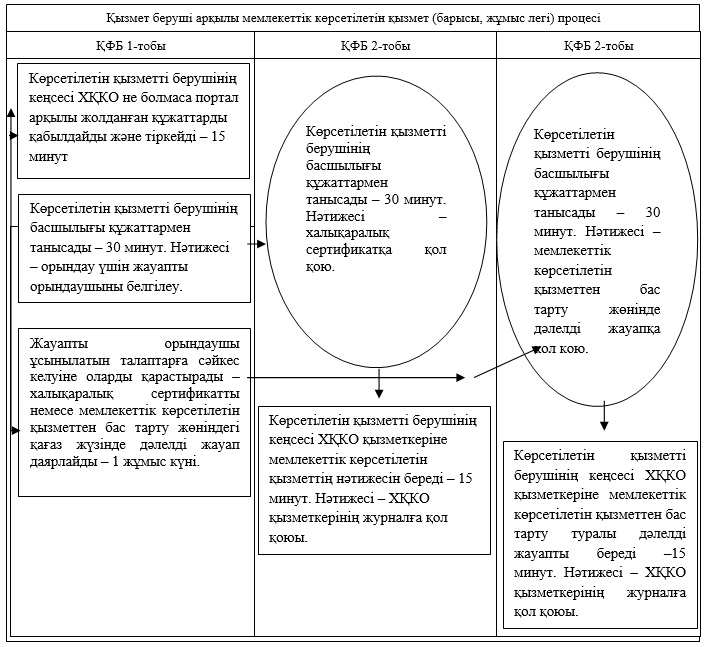 Қызмет беруші арқылы мемлекеттік көрсетілетін қызмет (барысы, жұмыс легі) процесі
ҚФБ 1-тобы
ҚФБ 2-тобы
ҚФБ 2-тобы
Көрсетілетін қызметті берушінің
кеңсесі ХҚКО не болмаса портал
арқылы жолданған құжаттарды
қабылдайды және тіркейді – 15
минут
Көрсетілетін қызметті берушінің
басшылығы құжаттармен
танысады – 30 минут. Нәтижесі
– орындау үшін жауапты
орындаушыны белгілеу.
Жауапты орындаушы
ұсынылатын талаптарға сәйкес
келуіне оларды қарастырады –
халықаралық сертификатты
немесе мемлекеттік көрсетілетін
қызметтен бас тарту жөніндегі
қағаз жүзінде дәлелді жауап
даярлайды – 1 жұмыс күні.
Көрсетілетін қызметті
берушінің
басшылығы
құжаттармен
танысады – 30 минут.
Нәтижесі –
халықаралық
сертификатқа қол
қою.
Көрсетілетін қызметті берушінің
кеңсесі ХҚКО қызметкеріне
мемлекеттік көрсетілетін
қызметтің нәтижесін береді – 15
минут. Нәтижесі – ХҚКО
қызметкерінің журналға қол
қоюы.
Көрсетілетін
қызметті берушінің
басшылығы
құжаттармен
танысады – 30
минут. Нәтижесі –
мемлекеттік
көрсетілетін
қызметтен бас
тарту жөнінде
дәлелді жауапқа
қол қою.
Көрсетілетін қызметті
берушінің кеңсесі ХҚКО
қызметкеріне мемлекеттік
көрсетілетін қызметтен бас
тарту туралы дәлелді
жауапты береді –15
минут. Нәтижесі – ХҚКО
қызметкерінің журналға
қол қоюы.